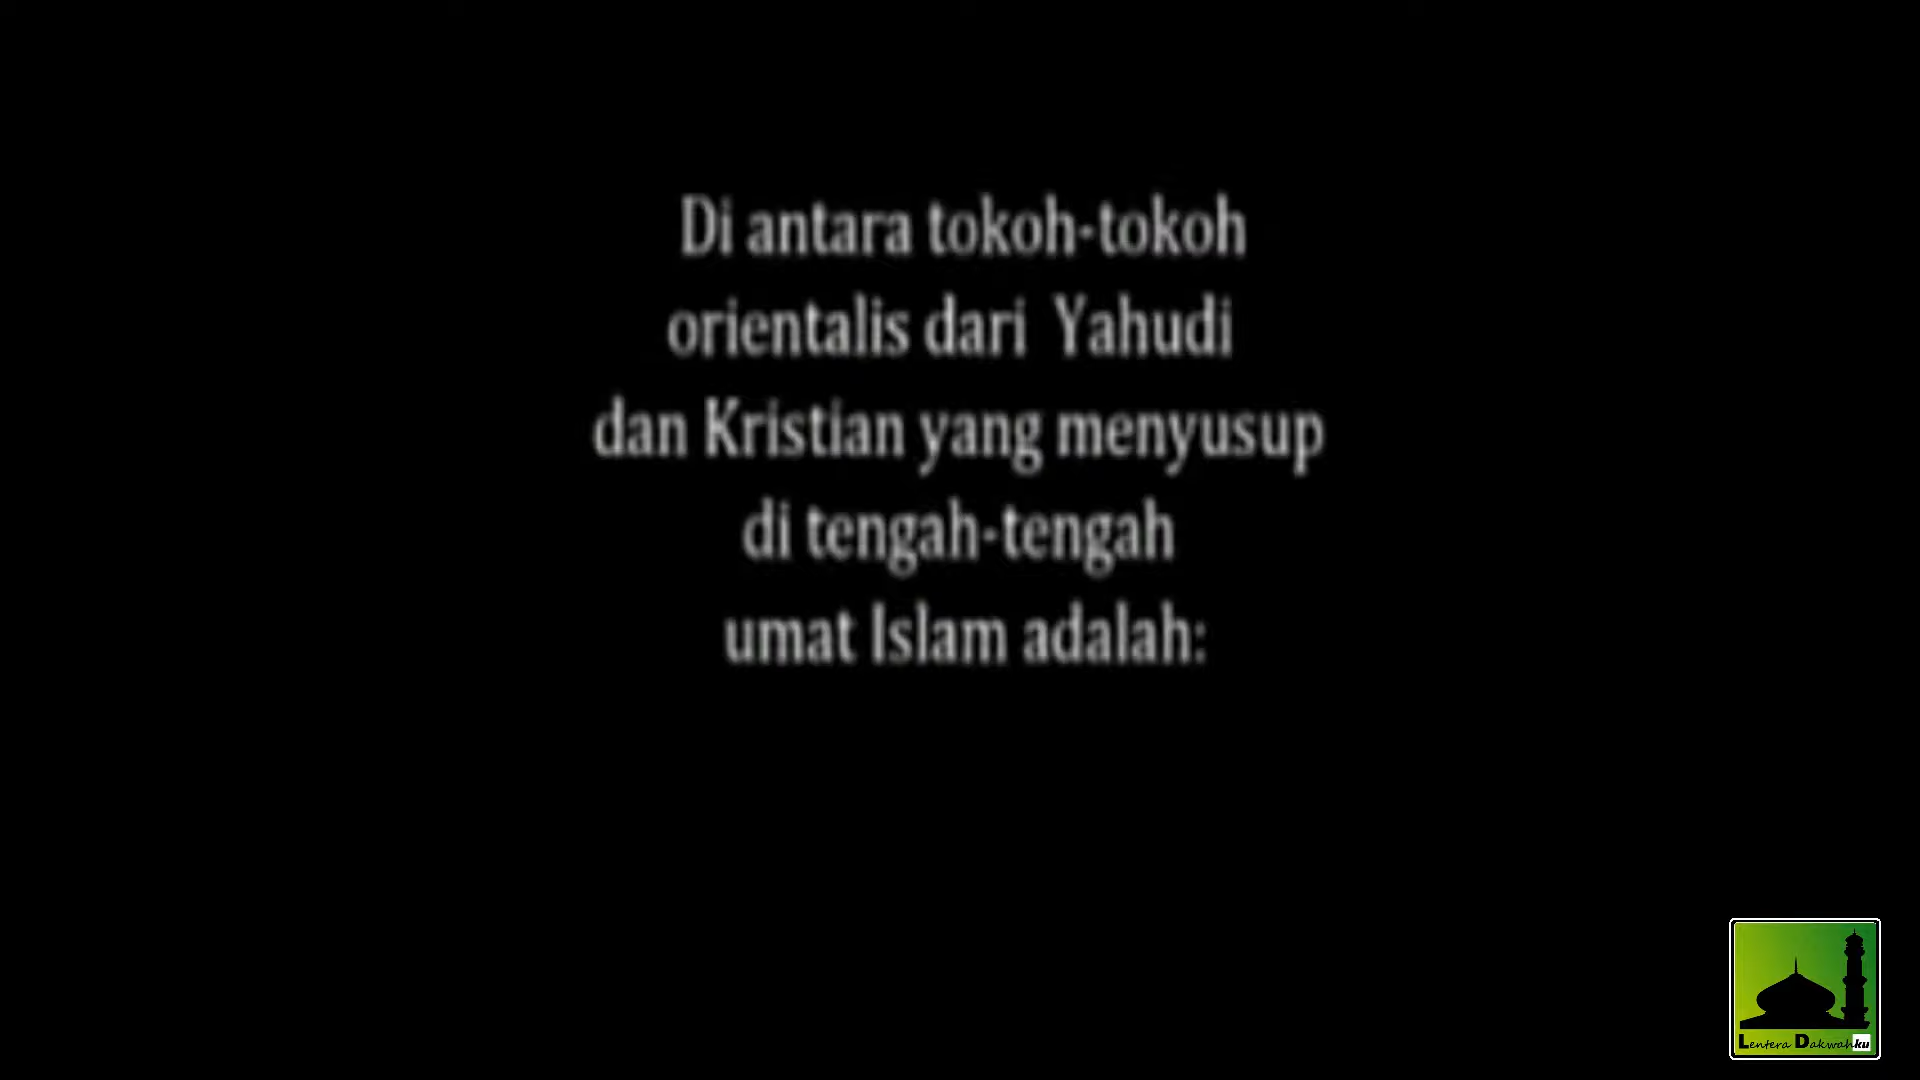 Di antara tokoh-tokoh
orientalis dari Yahudi
dan Kristian yang menyusup
di tengah-tengah
umat Islam adalah:
Lentera Dakwahku